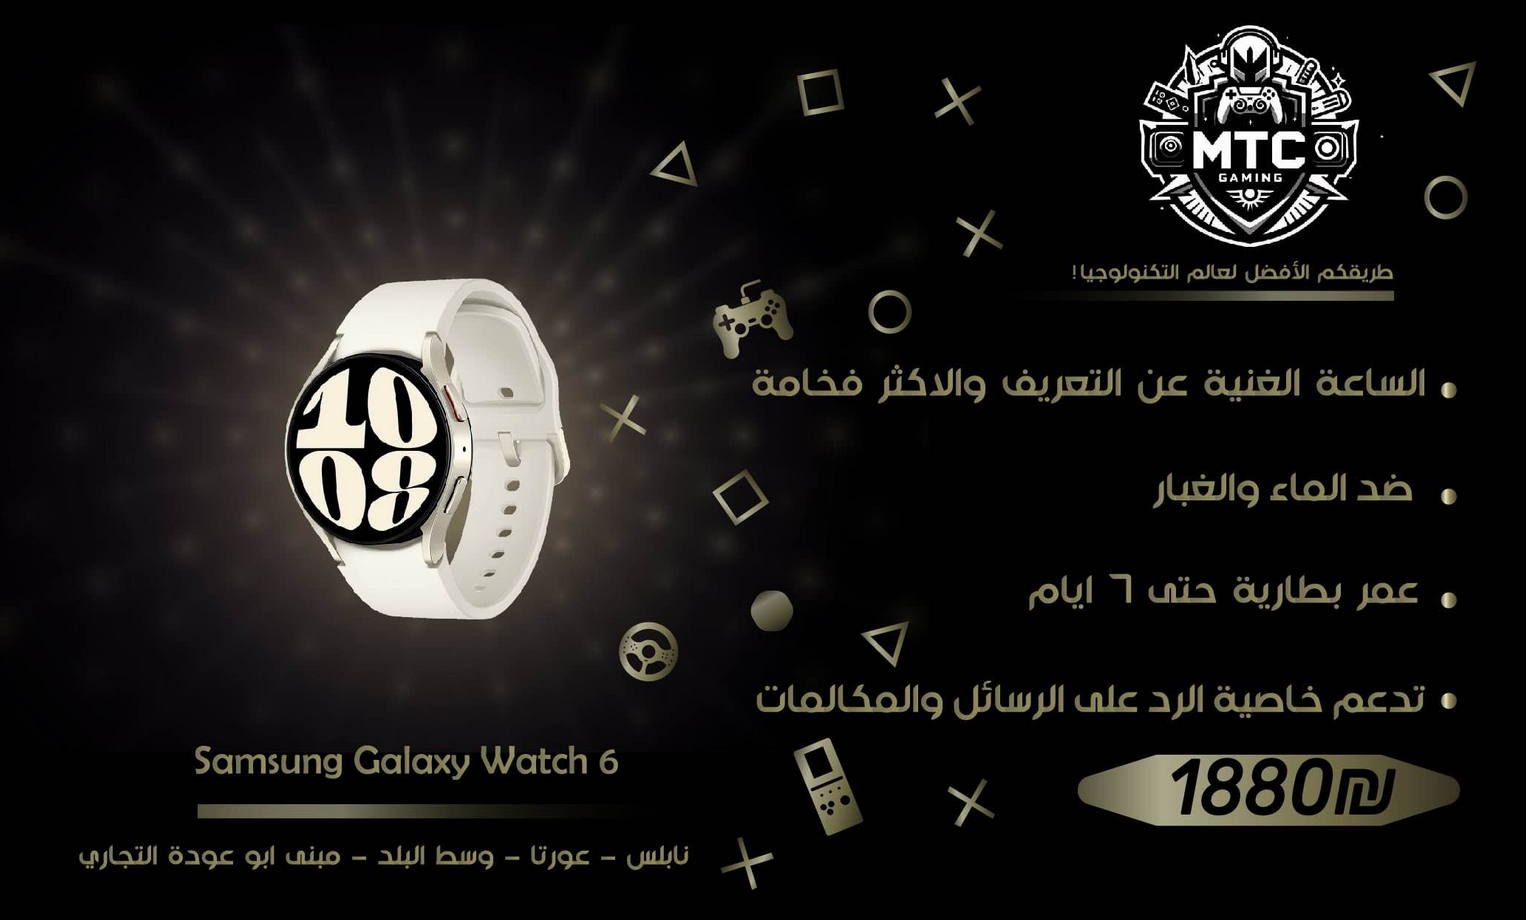 MTC
GAMING
طريقكم الأفضل لعالم التكنولوجيا!
الساعة الغنية عن التعريف والاكثر فخامة
ضد الماء والغبار
عمر بطارية حتى ٦ ايام
تدعم خاصية الرد على الرسائل والمكالمات
1880₪
10
08
Samsung Galaxy Watch 6
نابلس - عورتا - وسط البلد - مبنى ابو عودة التجاري